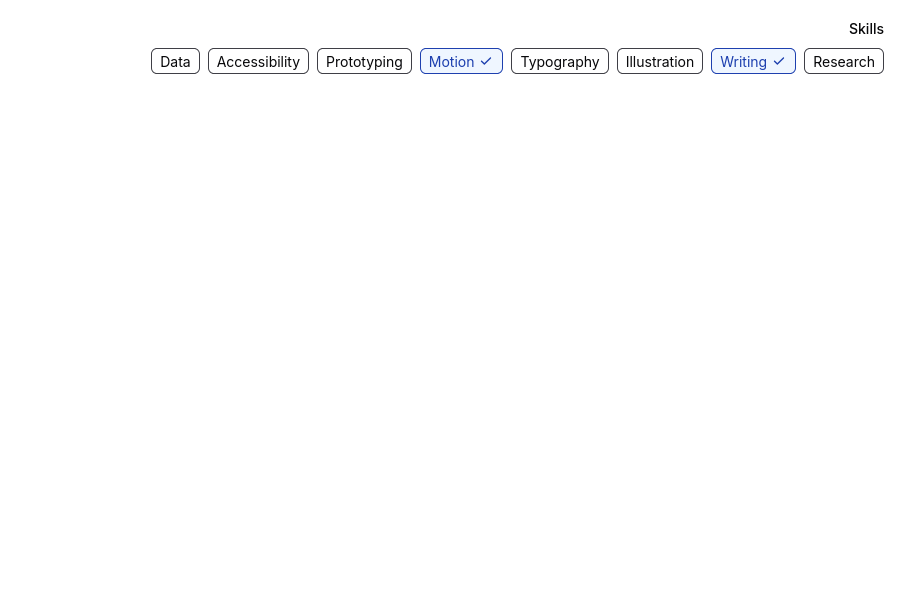 Skills
Research Writing Illustration Typography Motion Prototyping Accessibility Data